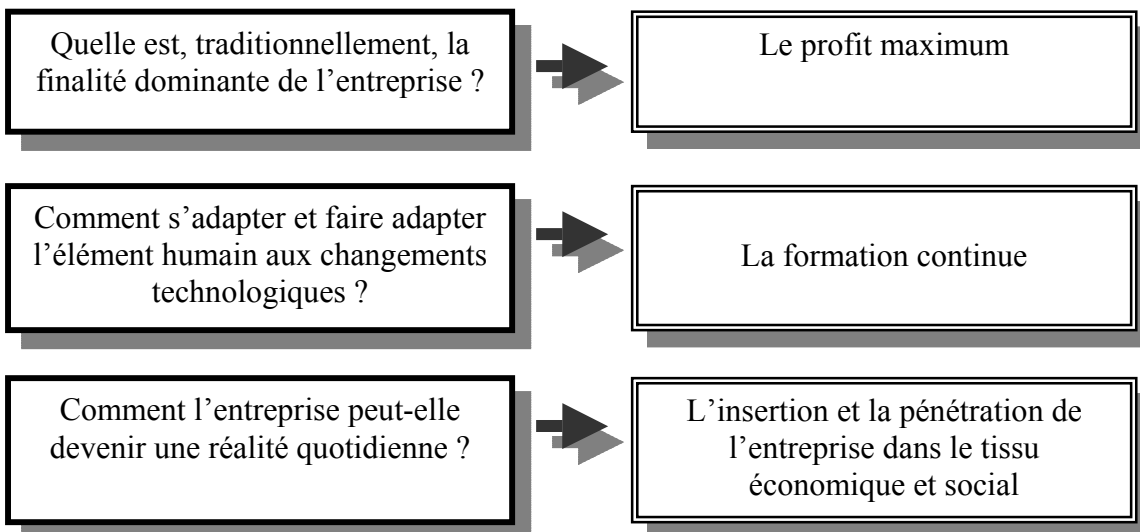 Quelle est, traditionnellement, la
finalité dominante de l’entreprise ?
Le profit maximum
Comment s’adapter et faire adapter
l’élément humain aux changements
technologiques ?
La formation continue
Comment l’entreprise peut-elle
devenir une réalité quotidienne ?
L’insertion et la pénétration de
l’entreprise dans le tissu
économique et social